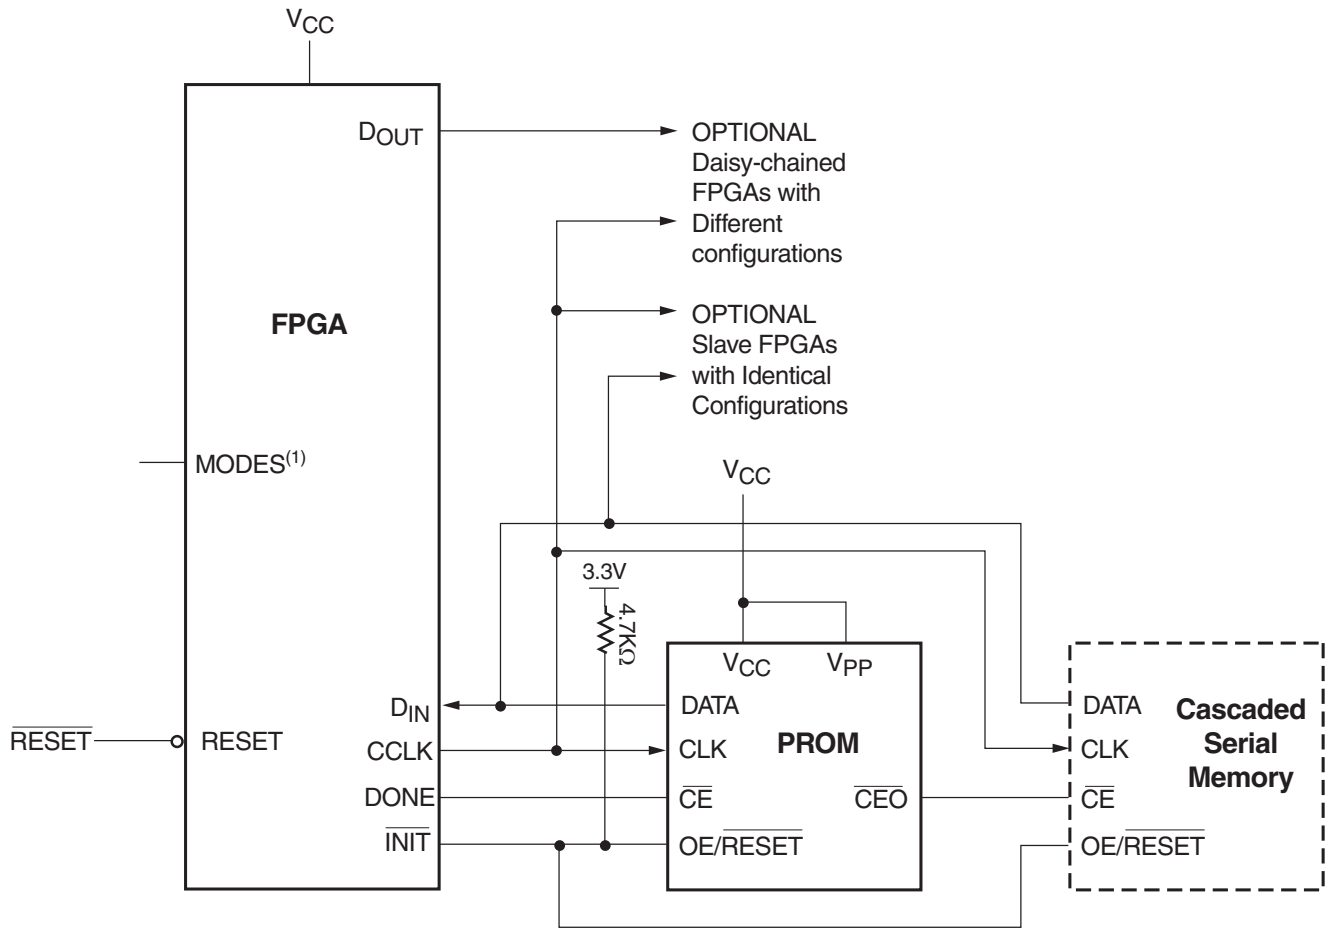 VCC
DOUT
OPTIONAL
Daisy-chained
FPGAs with
Different
configurations
FPGA
OPTIONAL
Slave FPGAs
with Identical
Configurations
MODES(1)
VCC
3.3V
4.7KΩ
VCC
VPP
DIN
DATA
DATA
RESET
RESET
CCLK
CLK
PROM
CLK
Cascaded
Serial
Memory
DONE
CE
CEO
CE
INIT
OE/RESET
OE/RESET